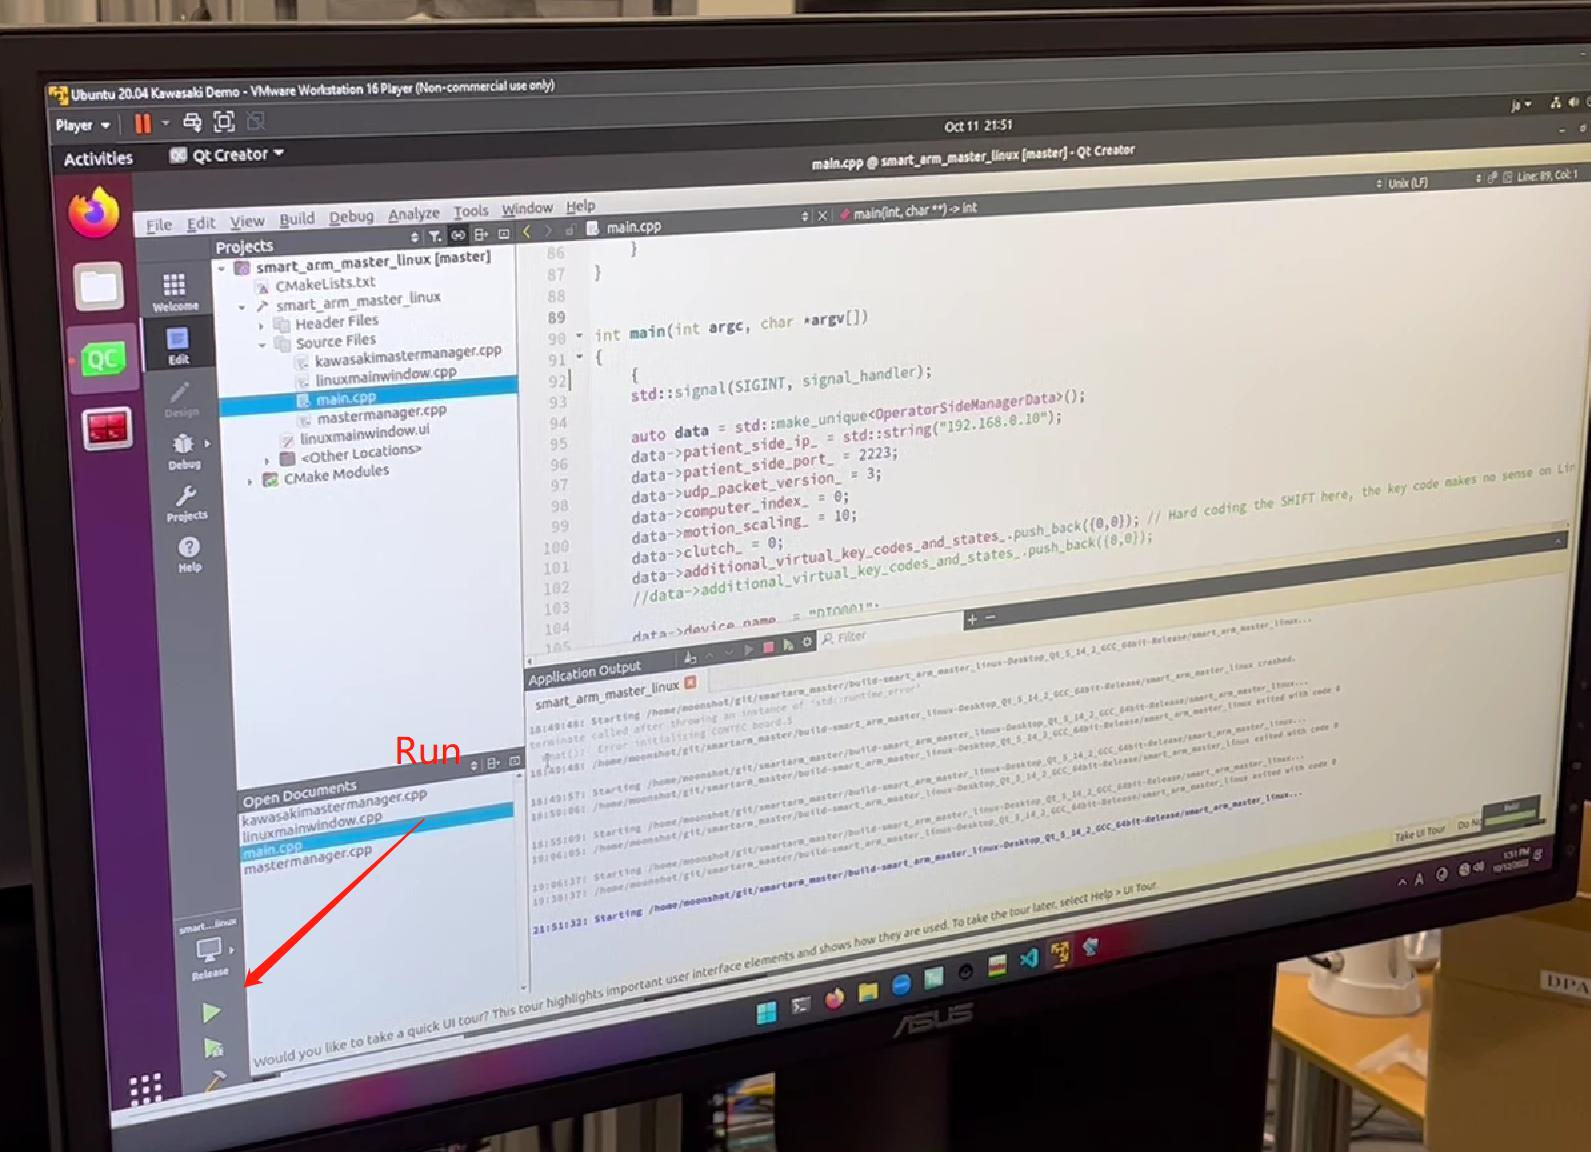 Ubuntu 20.04 Kawasaki Demo - VMware Workstation 16 Player (Non-commercial use only)
Player
ja
Activities
Qt Creator
Oct 11 21:51
main.cpp @ smart_arm_master_linux [master] - Qt Creator
File Edit View Build Debug Analyze Tools Window Help
Projects
main.cpp
main(int, char **) -> int
Unix (LF)
Line: 89, Col: 1
Welcome
Edit
Design
Debug
Projects
Help
smart_arm_master_linux [master]
CMakeLists.txt
smart_arm_master_linux
Header Files
Source Files
kawasakimastermanager.cpp
linuxmainwindow.cpp
main.cpp
mastermanager.cpp
linuxmainwindow.ui
<Other Locations>
CMake Modules
86
87
88
89
90
91
92
93
94
95
96
97
98
99
100
101
102
103
104
105
}
}
int main(int argc, char *argv[])
{
{
std::signal(SIGINT, signal_handler);
auto data = std::make_unique<OperatorSideManagerData>();
data->patient_side_ip_ = std::string("192.168.0.10");
data->patient_side_port_ = 2223;
data->udp_packet_version_ = 3;
data->computer_index_ = 0;
data->motion_scaling_ = 10;
data->clutch_ = 0;
data->additional_virtual_key_codes_and_states_.push_back({0,0}); // Hard coding the SHIFT here, the key code makes no sense on Lin
//data->additional_virtual_key_codes_and_states_.push_back({0,0});
data->device_name_ = "DIO001";
Application Output
Filter
smart_arm_master_linux
18:49:48: Starting /home/moonshot/git/smartarm_master/build-smart_arm_master_linux-Desktop_Qt_5_14_2_GCC_64bit-Release/smart_arm_master_linux...
terminate called after throwing an instance of 'std::runtime_error'
what(): Error initializing CONTEC board.$
18:49:48: /home/moonshot/git/smartarm_master/build-smart_arm_master_linux-Desktop_Qt_5_14_2_GCC_64bit-Release/smart_arm_master_linux crashed.
18:49:57: Starting /home/moonshot/git/smartarm_master/build-smart_arm_master_linux-Desktop_Qt_5_14_2_GCC_64bit-Release/smart_arm_master_linux...
18:50:06: /home/moonshot/git/smartarm_master/build-smart_arm_master_linux-Desktop_Qt_5_14_2_GCC_64bit-Release/smart_arm_master_linux exited with code 0
18:55:09: Starting /home/moonshot/git/smartarm_master/build-smart_arm_master_linux-Desktop_Qt_5_14_2_GCC_64bit-Release/smart_arm_master_linux...
19:06:05: /home/moonshot/git/smartarm_master/build-smart_arm_master_linux-Desktop_Qt_5_14_2_GCC_64bit-Release/smart_arm_master_linux exited with code 0
19:06:37: Starting /home/moonshot/git/smartarm_master/build-smart_arm_master_linux-Desktop_Qt_5_14_2_GCC_64bit-Release/smart_arm_master_linux...
19:38:37: /home/moonshot/git/smartarm_master/build-smart_arm_master_linux-Desktop_Qt_5_14_2_GCC_64bit-Release/smart_arm_master_linux exited with code 0
21:51:32: Starting /home/moonshot/git/smartarm_master/build-smart_arm_master_linux-Desktop_Qt_5_14_2_GCC_64bit-Release/smart_arm_master_linux...
Run
Open Documents
kawasakimastermanager.cpp
linuxmainwindow.cpp
main.cpp
mastermanager.cpp
smart...linux
Release
Would you like to take a quick UI tour? This tour highlights important user interface elements and shows how they are used. To take the tour later, select Help > UI Tour.
Take UI Tour
Do No
Build
A
ASUS
DPA